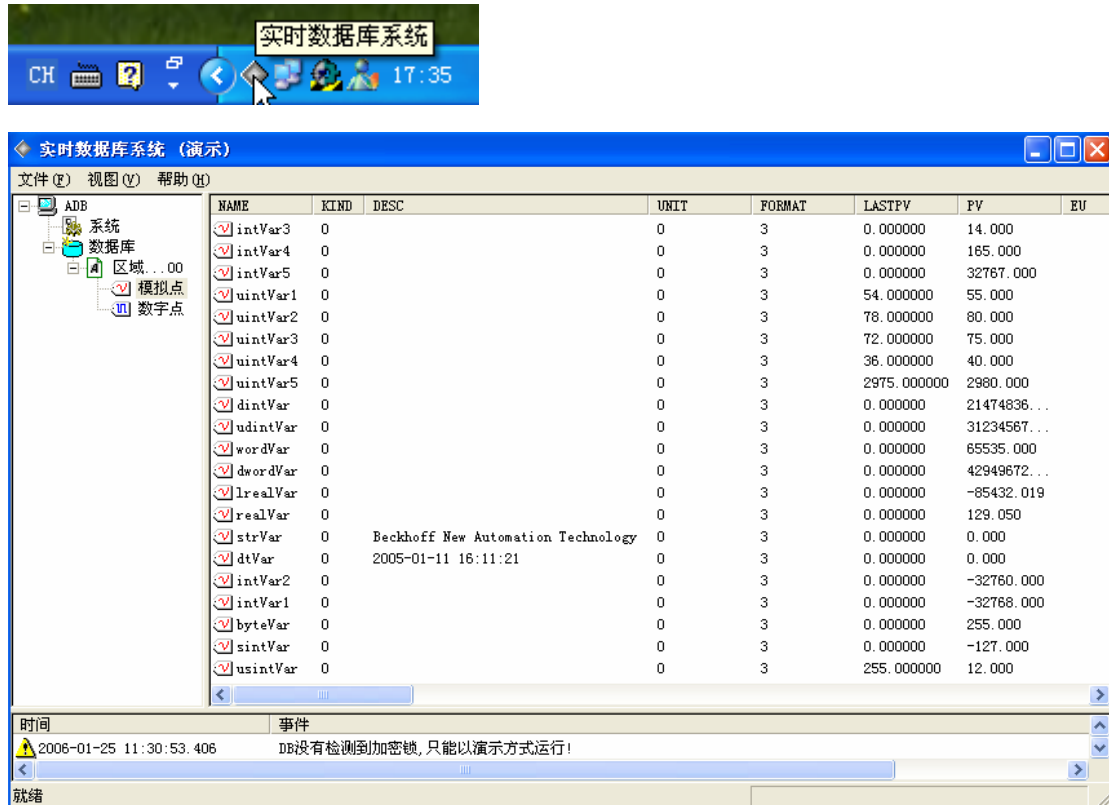 实时数据库系统
CH 17:35
实时数据库系统 (演示)
文件(F) 视图(V) 帮助(H)
ADB
系统
数据库
区域...00
模拟点
数字点
NAME KIND DESC UNIT FORMAT LASTPV PV EU
intVar3 0 0 3 0.000000 14.000
intVar4 0 0 3 0.000000 165.000
intVar5 0 0 3 0.000000 32767.000
uintVar1 0 0 3 54.000000 55.000
uintVar2 0 0 3 78.000000 80.000
uintVar3 0 0 3 72.000000 75.000
uintVar4 0 0 3 36.000000 40.000
uintVar5 0 0 3 2975.000000 2980.000
dintVar 0 0 3 0.000000 21474836...
udintVar 0 0 3 0.000000 31234567...
wordVar 0 0 3 0.000000 65535.000
dwordVar 0 0 3 0.000000 42949672...
lrealVar 0 0 3 0.000000 -85432.019
realVar 0 0 3 0.000000 129.050
strVar 0 Beckhoff New Automation Technology 0 3 0.000000 0.000
dtVar 0 2005-01-11 16:11:21 0 3 0.000000 0.000
intVar2 0 0 3 0.000000 -32760.000
intVar1 0 0 3 0.000000 -32768.000
byteVar 0 0 3 0.000000 255.000
sintVar 0 0 3 0.000000 -127.000
usintVar 0 0 3 255.000000 12.000
时间 事件
2006-01-25 11:30:53.406 DB没有检测到加密锁,只能以演示方式运行!
就绪